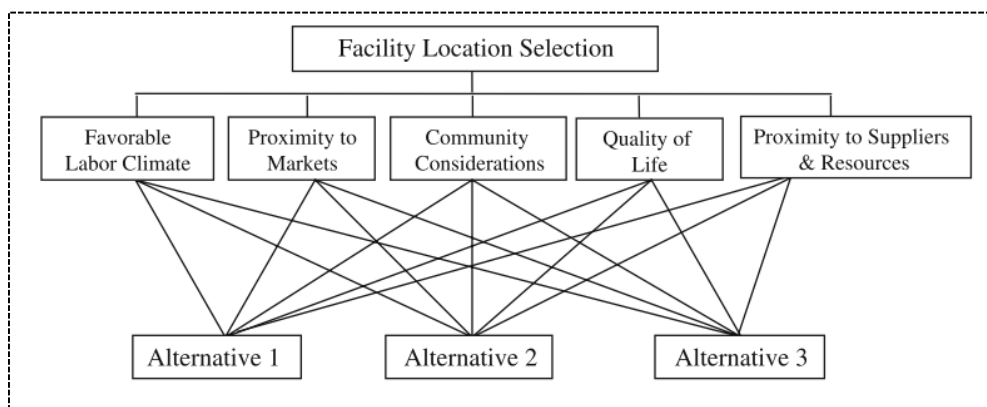 Facility Location Selection
Favorable
Labor Climate
Proximity to
Markets
Community
Considerations
Quality of
Life
Proximity to Suppliers
& Resources
Alternative 1
Alternative 2
Alternative 3